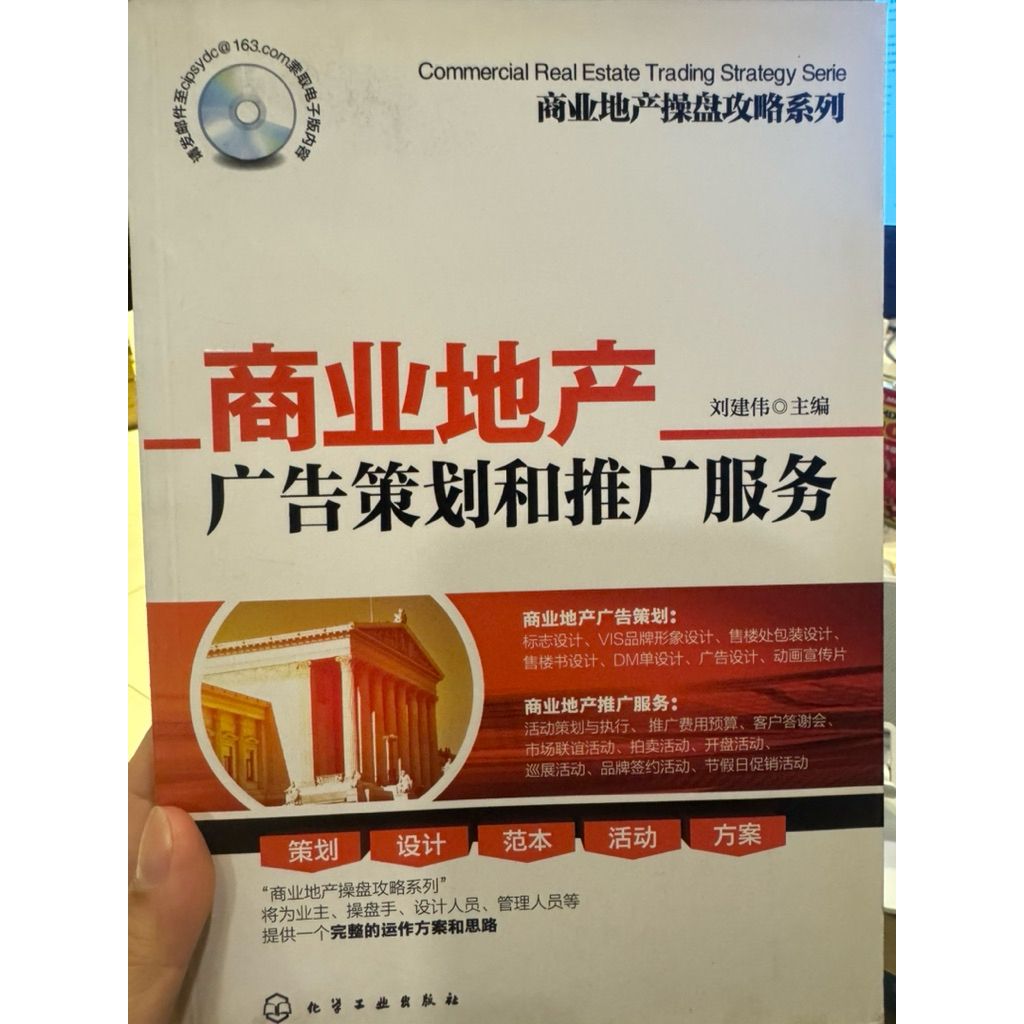 请发邮件至cipsydc@163.com索取电子版内容
Commercial Real Estate Trading Strategy Serie
商业地产操盘攻略系列
商业地产
刘建伟◎主编
广告策划和推广服务
商业地产广告策划：
标志设计、VIS品牌形象设计、售楼处包装设计、
售楼书设计、DM单设计、广告设计、动画宣传片
商业地产推广服务：
活动策划与执行、推广费用预算、客户答谢会、
市场联谊活动、拍卖活动、开盘活动、
巡展活动、品牌签约活动、节假日促销活动
策划 设计 范本 活动 方案
“商业地产操盘攻略系列”
将为业主、操盘手、设计人员、管理人员等
提供一个完整的运作方案和思路
化学工业出版社